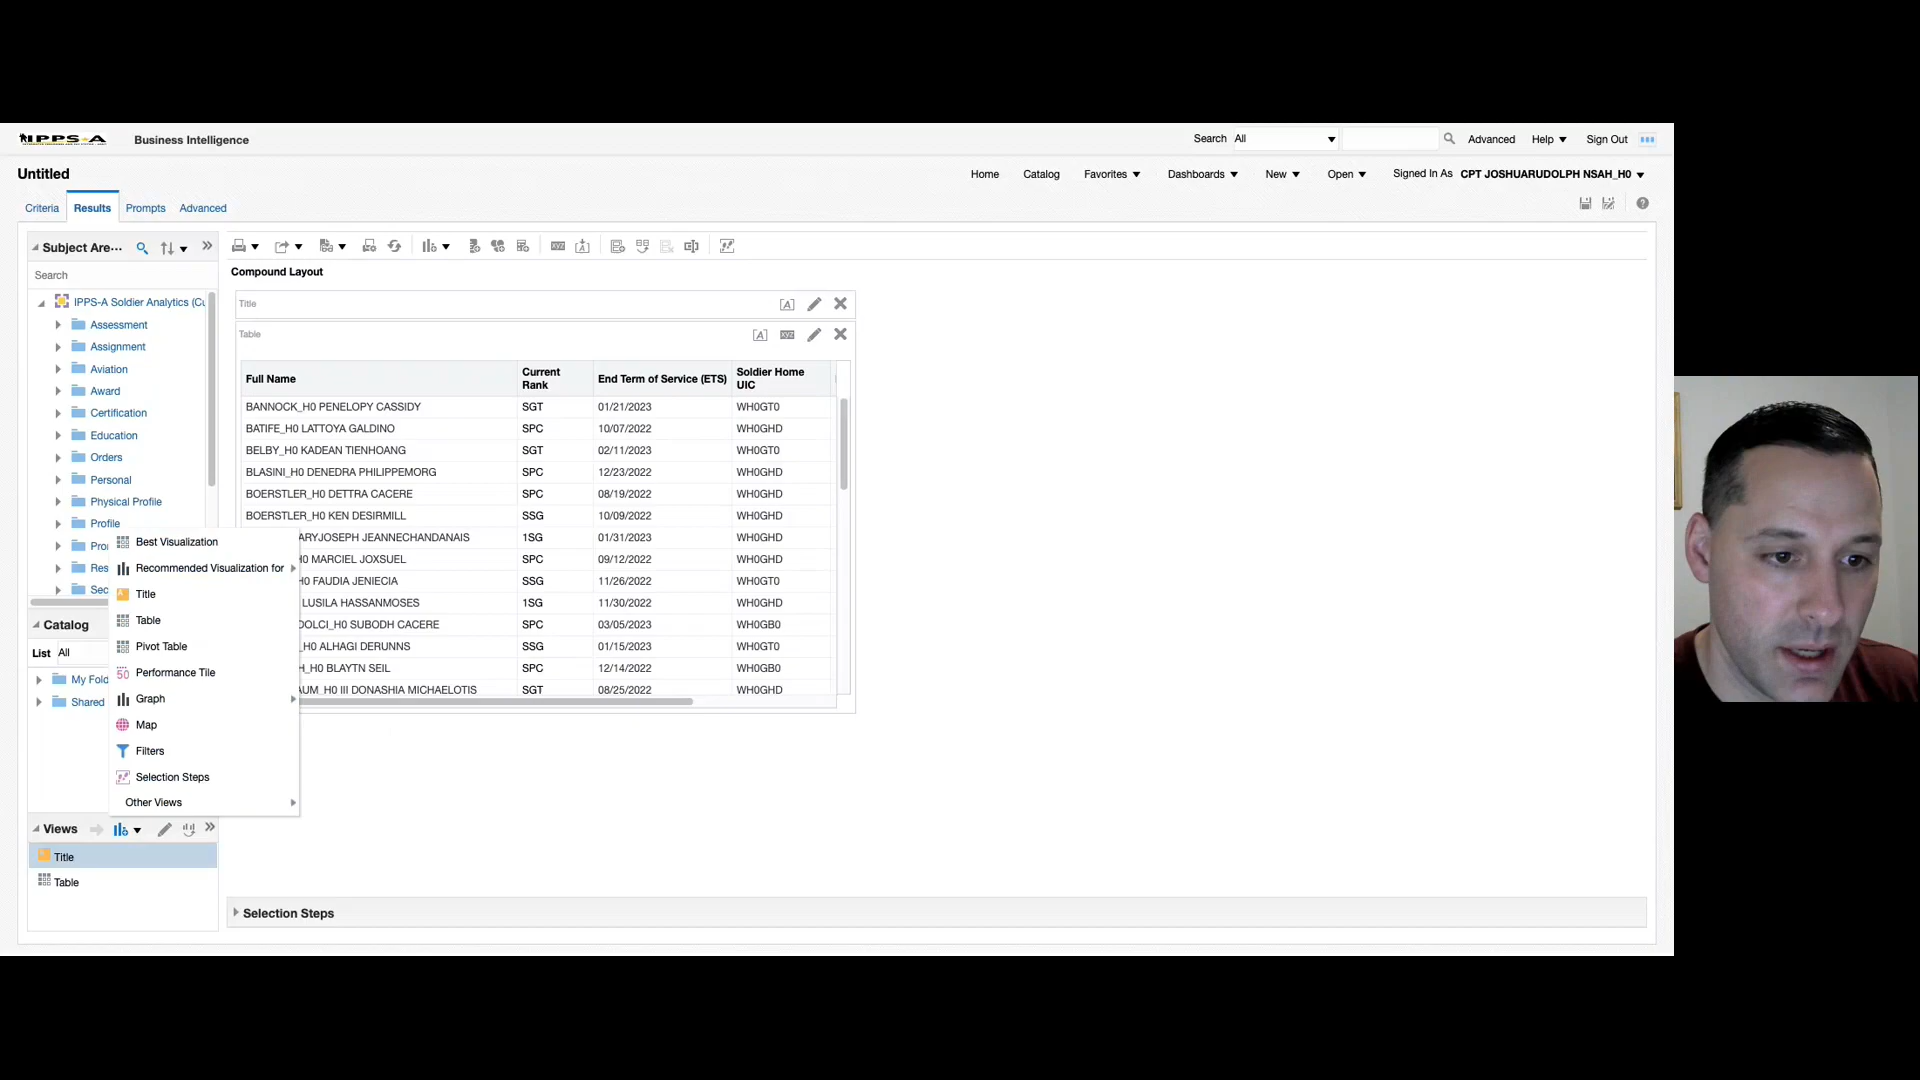 IPPS-A
Business Intelligence
Search All
Advanced
Help
Sign Out
Untitled
Home
Catalog
Favorites
Dashboards
New
Open
Signed In As CPT JOSHUARUDOLPH NSAH_H0
Criteria
Results
Prompts
Advanced
Subject Are...
Search
IPPS-A Soldier Analytics (Cu
Assessment
Assignment
Aviation
Award
Certification
Education
Orders
Personal
Physical Profile
Profile
Pro
Res
Sec
Catalog
List All
My Fold
Shared
Best Visualization
Recommended Visualization for
Title
Table
Pivot Table
50 Performance Tile
Graph
Map
Filters
Selection Steps
Other Views
Views
Title
Table
Compound Layout
Title
Table
Full Name Current Rank End Term of Service (ETS) Soldier Home UIC
BANNOCK_H0 PENELOPY CASSIDY SGT 01/21/2023 WH0GT0
BATIFE_H0 LATTOYA GALDINO SPC 10/07/2022 WH0GHD
BELBY_H0 KADEAN TIENHOANG SGT 02/11/2023 WH0GT0
BLASINI_H0 DENEDRA PHILIPPEMORG SPC 12/23/2022 WH0GHD
BOERSTLER_H0 DETTRA CACERE SPC 08/19/2022 WH0GHD
BOERSTLER_H0 KEN DESIRMILL SSG 10/09/2022 WH0GHD
ARYJOSEPH JEANNECHANDANAIS 1SG 01/31/2023 WH0GHD
H0 MARCIEL JOXSUEL SPC 09/12/2022 WH0GHD
H0 FAUDIA JENIECIA SSG 11/26/2022 WH0GT0
LUSILA HASSANMOSES 1SG 11/30/2022 WH0GHD
DOLCI_H0 SUBODH CACERE SPC 03/05/2023 WH0GB0
_H0 ALHAGI DERUNNS SSG 01/15/2023 WH0GT0
H_H0 BLAYTN SEIL SPC 12/14/2022 WH0GB0
AUM_H0 III DONASHIA MICHAELOTIS SGT 08/25/2022 WH0GHD
Selection Steps